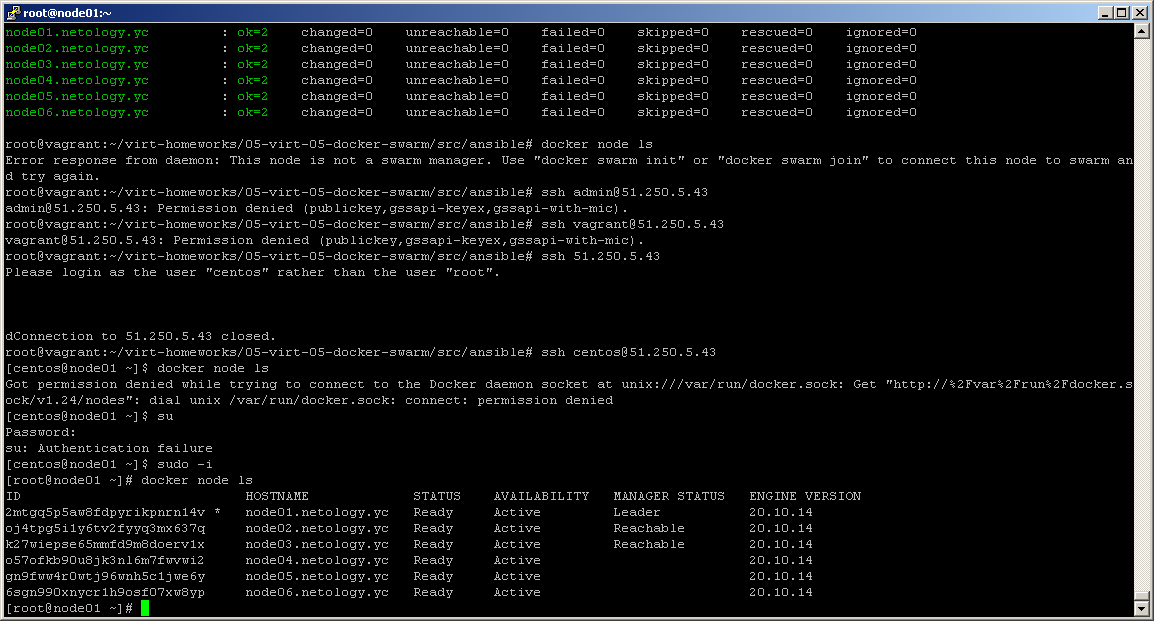 root@node01:~
node01.netology.yc : ok=2 changed=0 unreachable=0 failed=0 skipped=0 rescued=0 ignored=0
node02.netology.yc : ok=2 changed=0 unreachable=0 failed=0 skipped=0 rescued=0 ignored=0
node03.netology.yc : ok=2 changed=0 unreachable=0 failed=0 skipped=0 rescued=0 ignored=0
node04.netology.yc : ok=2 changed=0 unreachable=0 failed=0 skipped=0 rescued=0 ignored=0
node05.netology.yc : ok=2 changed=0 unreachable=0 failed=0 skipped=0 rescued=0 ignored=0
node06.netology.yc : ok=2 changed=0 unreachable=0 failed=0 skipped=0 rescued=0 ignored=0
root@vagrant:~/virt-homeworks/05-virt-05-docker-swarm/src/ansible# docker node ls
Error response from daemon: This node is not a swarm manager. Use "docker swarm init" or "docker swarm join" to connect this node to swarm an
d try again.
root@vagrant:~/virt-homeworks/05-virt-05-docker-swarm/src/ansible# ssh admin@51.250.5.43
admin@51.250.5.43: Permission denied (publickey,gssapi-keyex,gssapi-with-mic).
root@vagrant:~/virt-homeworks/05-virt-05-docker-swarm/src/ansible# ssh vagrant@51.250.5.43
vagrant@51.250.5.43: Permission denied (publickey,gssapi-keyex,gssapi-with-mic).
root@vagrant:~/virt-homeworks/05-virt-05-docker-swarm/src/ansible# ssh 51.250.5.43
Please login as the user "centos" rather than the user "root".
dConnection to 51.250.5.43 closed.
root@vagrant:~/virt-homeworks/05-virt-05-docker-swarm/src/ansible# ssh centos@51.250.5.43
[centos@node01 ~]$ docker node ls
Got permission denied while trying to connect to the Docker daemon socket at unix:///var/run/docker.sock: Get "http://%2Fvar%2Frun%2Fdocker.s
ock/v1.24/nodes": dial unix /var/run/docker.sock: connect: permission denied
[centos@node01 ~]$ su
Password:
su: Authentication failure
[centos@node01 ~]$ sudo -i
[root@node01 ~]# docker node ls
ID HOSTNAME STATUS AVAILABILITY MANAGER STATUS ENGINE VERSION
2mtgq5p5aw8fdpyrikpnrn14v * node01.netology.yc Ready Active Leader 20.10.14
oj4tpg5i1y6tv2fyyq3mx637q node02.netology.yc Ready Active Reachable 20.10.14
k27wiepse65mmfd9m8doerv1x node03.netology.yc Ready Active Reachable 20.10.14
o57ofkb90u8jk3nl6m7fwvwi2 node04.netology.yc Ready Active 20.10.14
gn9fww4r0wtj96wnh5c1jwe6y node05.netology.yc Ready Active 20.10.14
6sgn990xnycr1h9osf07xw8yp node06.netology.yc Ready Active 20.10.14
[root@node01 ~]#